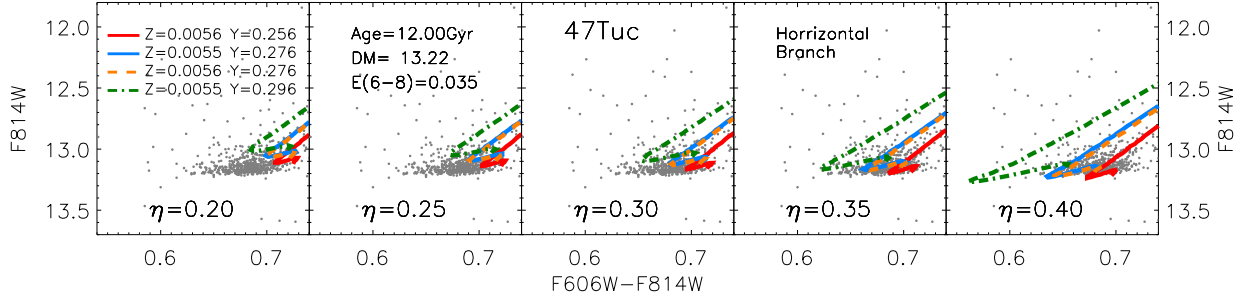 47Tuc
Z=0.0056 Y=0.256
Z=0.0055 Y=0.276
Z=0.0056 Y=0.276
Z=0.0055 Y=0.296
Age=12.00Gyr
DM= 13.22
E(6-8)=0.035
Horrizontal
Branch
12.0
12.5
13.0
13.5
F814W
η=0.20
η=0.25
η=0.30
η=0.35
η=0.40
12.0
12.5
13.0
13.5
F814W
0.6 0.7 0.6 0.7 0.6 0.7 0.6 0.7 0.6 0.7
F606W-F814W